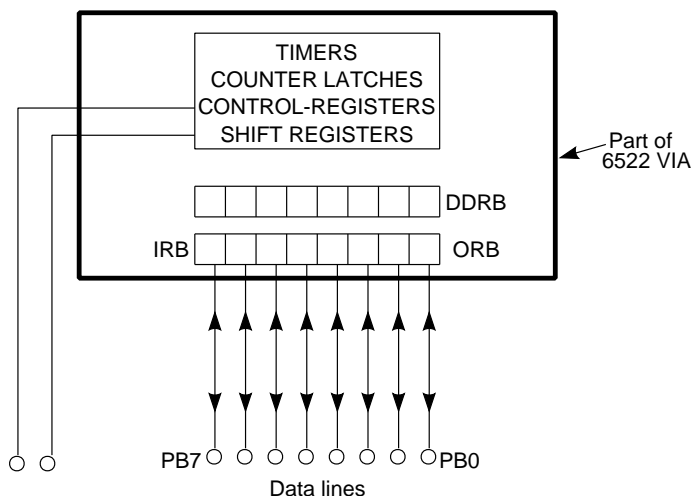 TIMERS
COUNTER LATCHES
CONTROL-REGISTERS
SHIFT REGISTERS
Part of
6522 VIA
DDRB
IRB
ORB
PB7
PB0
Data lines